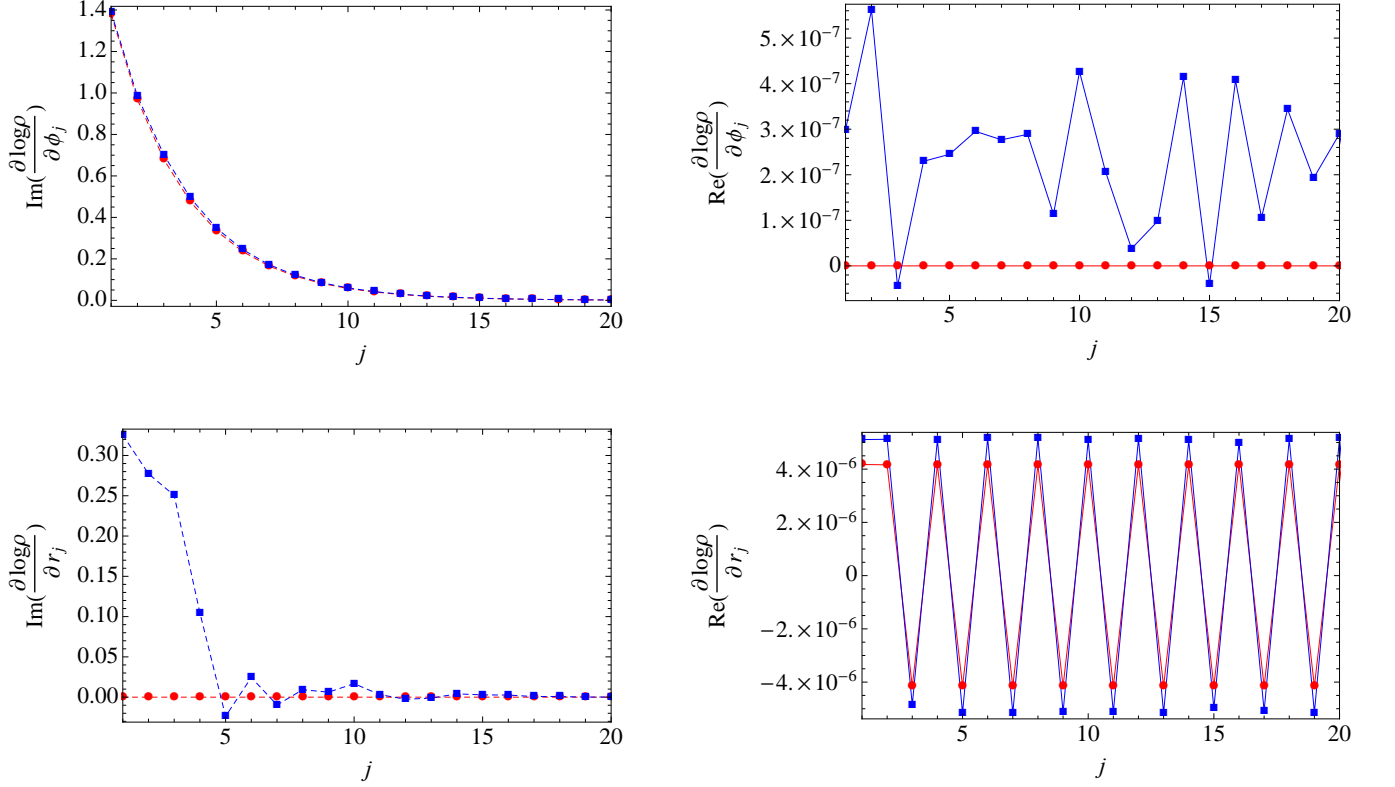 1.4
1.2
1.0
0.8
0.6
0.4
0.2
0.0
Im(∂ logρ/∂ ϕ_j)
5 10 15 20
j
5.×10^-7
4.×10^-7
3.×10^-7
2.×10^-7
1.×10^-7
0
Re(∂ logρ/∂ ϕ_j)
5 10 15 20
j
0.30
0.25
0.20
0.15
0.10
0.05
0.00
Im(∂ logρ/∂ r_j)
5 10 15 20
j
4.×10^-6
2.×10^-6
0
−2.×10^-6
−4.×10^-6
Re(∂ logρ/∂ r_j)
5 10 15 20
j